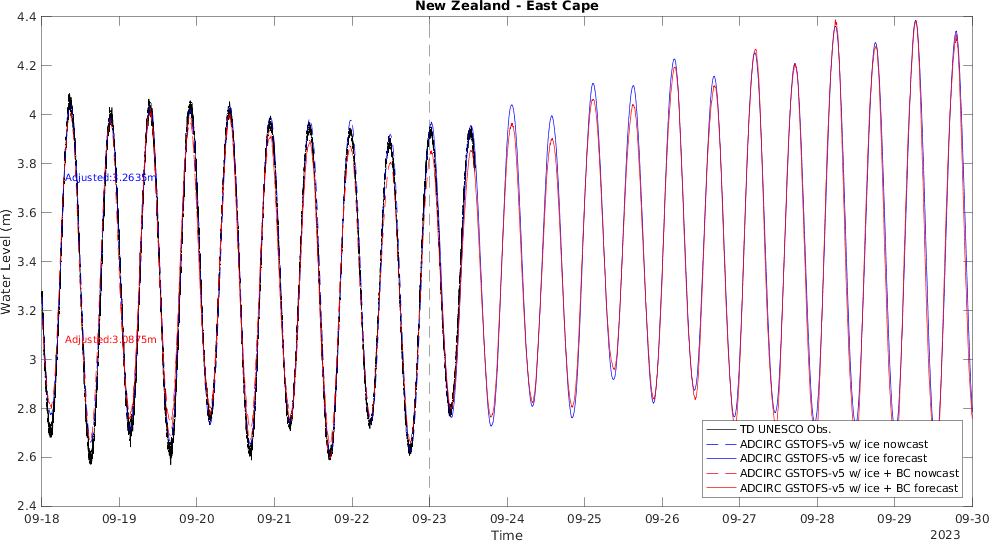 New Zealand - East Cape
4.4
4.2
4
3.8
3.6
3.4
3.2
3
2.8
2.6
2.4
Water Level (m)
Adjusted:3.2635m
Adjusted:3.0875m
TD UNESCO Obs.
ADCIRC GSTOFS-v5 w/ ice nowcast
ADCIRC GSTOFS-v5 w/ ice forecast
ADCIRC GSTOFS-v5 w/ ice + BC nowcast
ADCIRC GSTOFS-v5 w/ ice + BC forecast
09-18 09-19 09-20 09-21 09-22 09-23 09-24 09-25 09-26 09-27 09-28 09-29 09-30
Time
2023